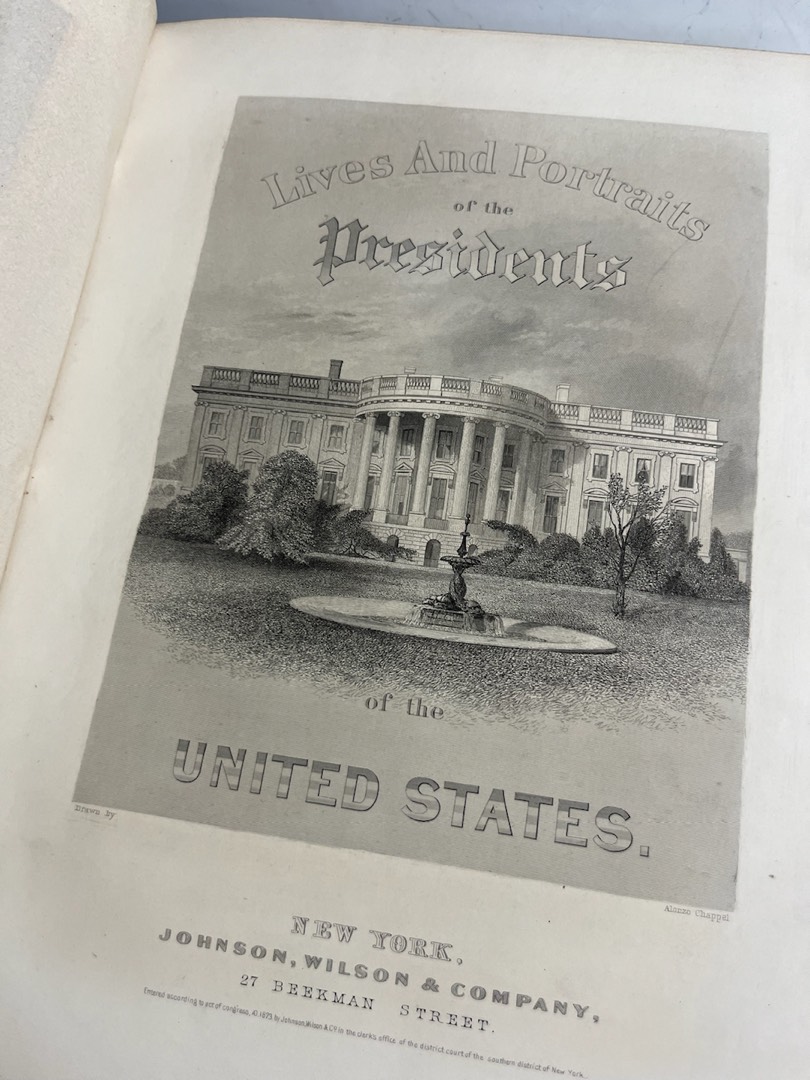 Lives And Portraits
of the
Presidents
of the
UNITED STATES.
Drawn by
Alonzo Chappel
NEW YORK.
JOHNSON, WILSON & COMPANY,
27 BEEKMAN STREET.
Entered according to act of congress, AD, 1873, by Johnson, Wilson & Co. in the clerks office of the district court of the southern district of New York.